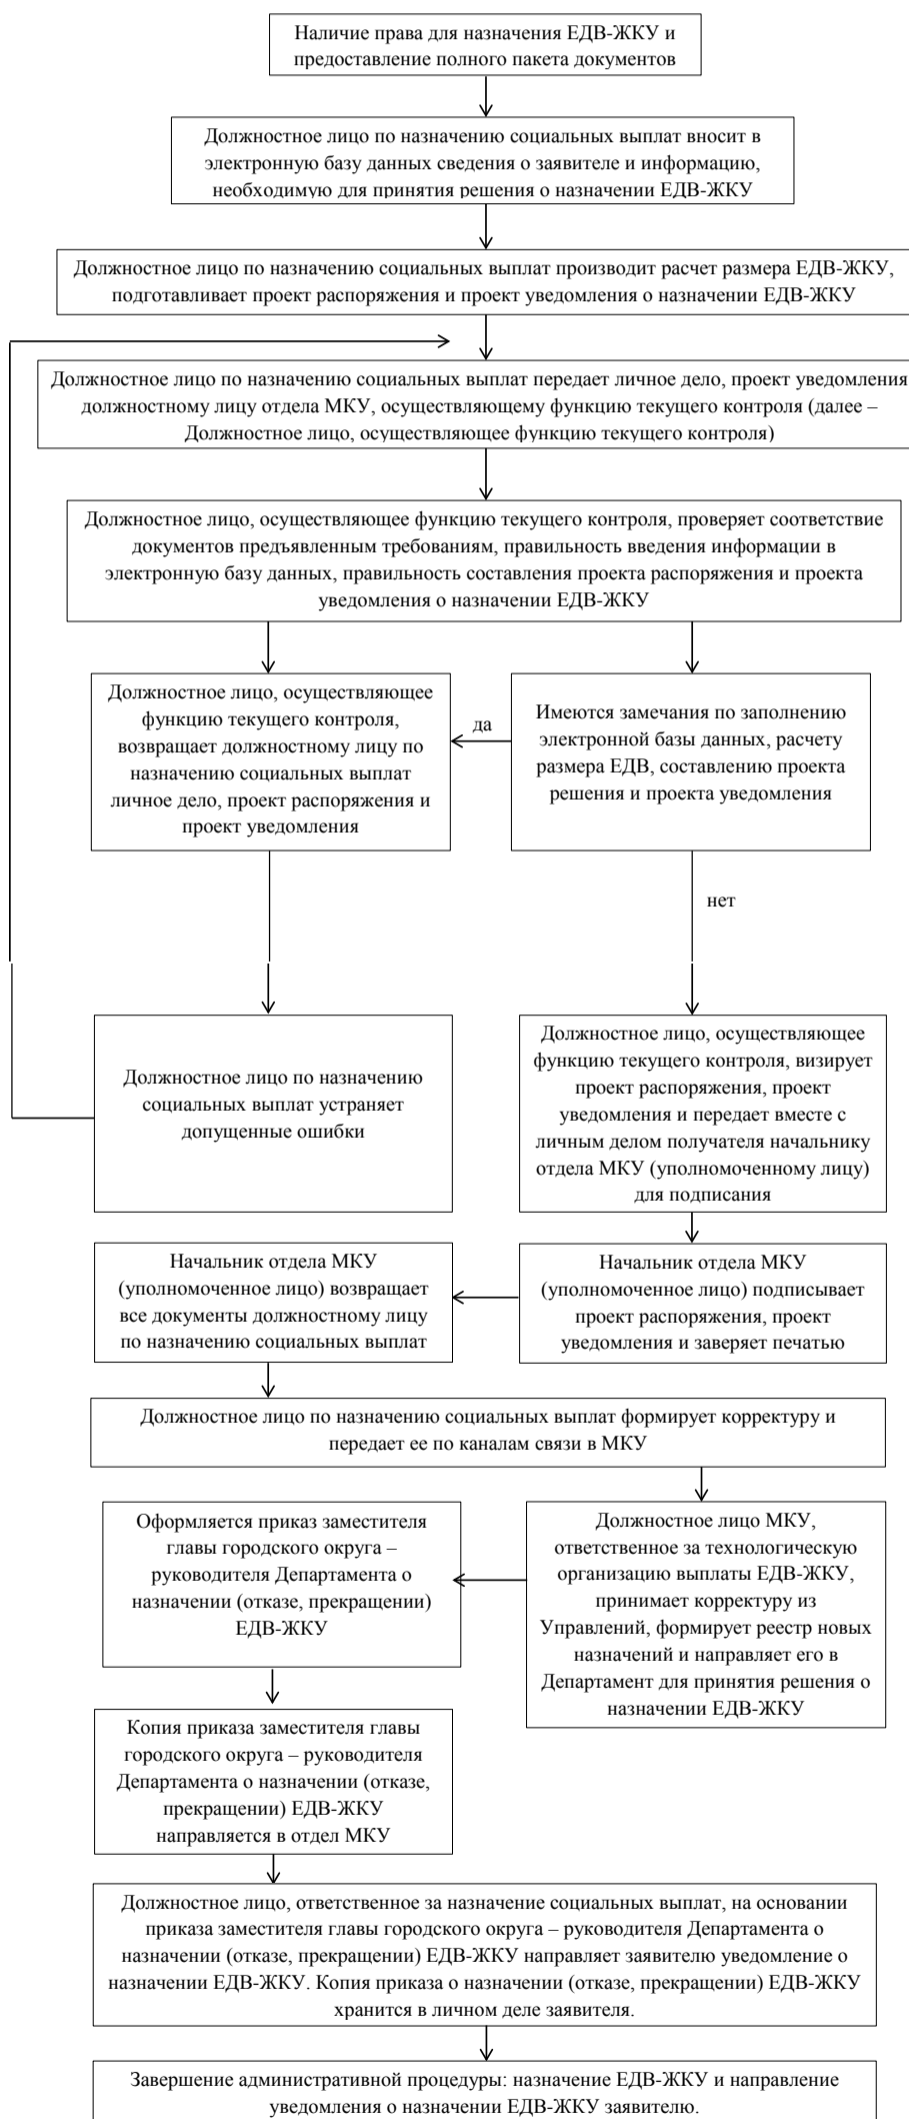 Наличие права для назначения ЕДВ-ЖКУ и
предоставление полного пакета документов
Должностное лицо по назначению социальных выплат вносит в
электронную базу данных сведения о заявителе и информацию,
необходимую для принятия решения о назначении ЕДВ-ЖКУ
Должностное лицо по назначению социальных выплат производит расчет размера ЕДВ-ЖКУ,
подготавливает проект распоряжения и проект уведомления о назначении ЕДВ-ЖКУ
Должностное лицо по назначению социальных выплат передает личное дело, проект уведомления
должностному лицу отдела МКУ, осуществляющему функцию текущего контроля (далее –
Должностное лицо, осуществляющее функцию текущего контроля)
Должностное лицо, осуществляющее функцию текущего контроля, проверяет соответствие
документов предъявленным требованиям, правильность введения информации в
электронную базу данных, правильность составления проекта распоряжения и проекта
уведомления о назначении ЕДВ-ЖКУ
Должностное лицо, осуществляющее
функцию текущего контроля,
возвращает должностному лицу по
назначению социальных выплат
личное дело, проект распоряжения и
проект уведомления
да
Имеются замечания по заполнению
электронной базы данных, расчету
размера ЕДВ, составлению проекта
решения и проекта уведомления
нет
Должностное лицо по назначению
социальных выплат устраняет
допущенные ошибки
Должностное лицо, осуществляющее
функцию текущего контроля, визирует
проект распоряжения, проект
уведомления и передает вместе с
личным делом получателя начальнику
отдела МКУ (уполномоченному лицу)
для подписания
Начальник отдела МКУ
(уполномоченное лицо) возвращает
все документы должностному лицу
по назначению социальных выплат
Начальник отдела МКУ
(уполномоченное лицо) подписывает
проект распоряжения, проект
уведомления и заверяет печатью
Должностное лицо по назначению социальных выплат формирует корректуру и
передает ее по каналам связи в МКУ
Оформляется приказ заместителя
главы городского округа –
руководителя Департамента о
назначении (отказе, прекращении)
ЕДВ-ЖКУ
Должностное лицо МКУ,
ответственное за технологическую
организацию выплаты ЕДВ-ЖКУ,
принимает корректуру из
Управлений, формирует реестр новых
назначений и направляет его в
Департамент для принятия решения о
назначении ЕДВ-ЖКУ
Копия приказа заместителя главы
городского округа – руководителя
Департамента о назначении (отказе,
прекращении) ЕДВ-ЖКУ
направляется в отдел МКУ
Должностное лицо, ответственное за назначение социальных выплат, на основании
приказа заместителя главы городского округа – руководителя Департамента о
назначении (отказе, прекращении) ЕДВ-ЖКУ направляет заявителю уведомление о
назначении ЕДВ-ЖКУ. Копия приказа о назначении (отказе, прекращении) ЕДВ-ЖКУ
хранится в личном деле заявителя.
Завершение административной процедуры: назначение ЕДВ-ЖКУ и направление
уведомления о назначении ЕДВ-ЖКУ заявителю.